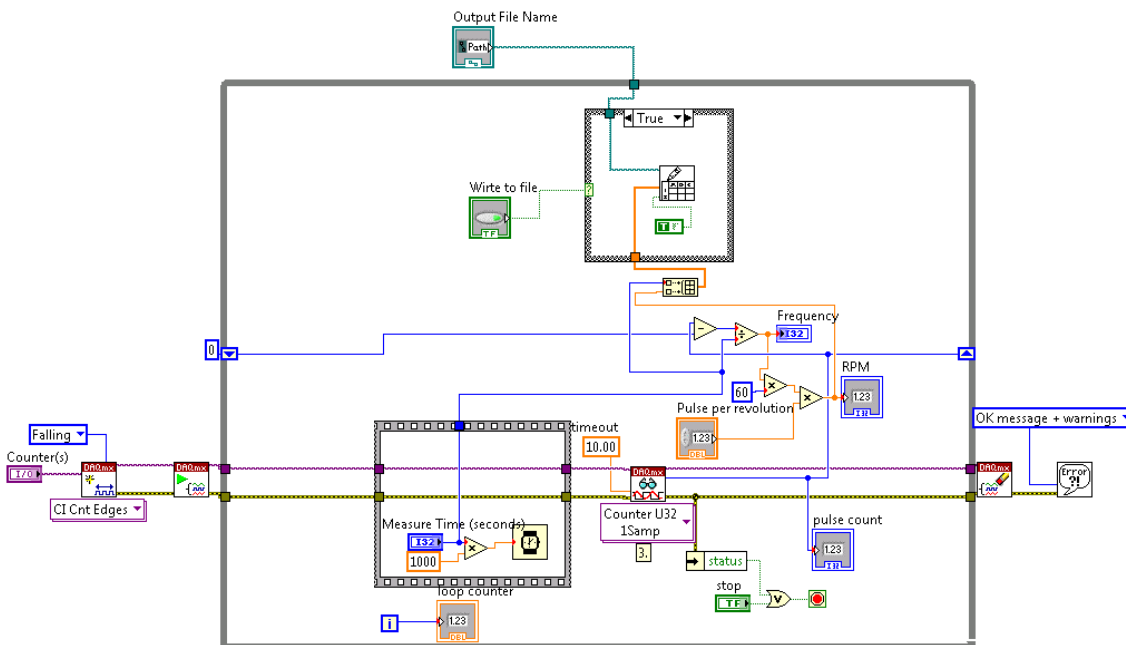 Output File Name
Path
True
Wirte to file
?
TF
T F
Frequency
I32
0
60
RPM
1.23
Pulse per revolution
1.23
DBL
Falling
Counter(s)
I/O
DAQmx
CI Cnt Edges
DAQmx
timeout
10.00
DAQmx
Counter U32
1Samp
3.
Measure Time (seconds)
I32
1000
loop counter
i
1.23
DBL
status
stop
TF
pulse count
1.23
OK message + warnings
DAQmx
Error
?!